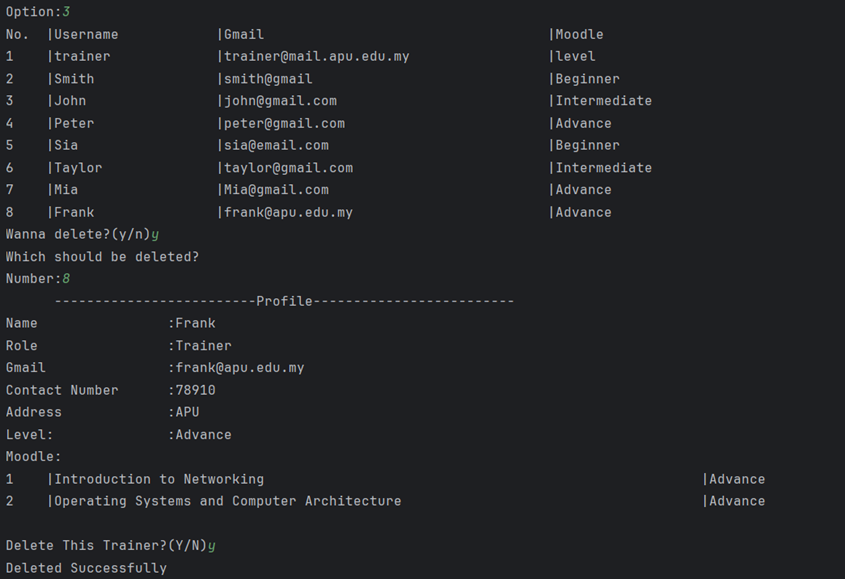 Option:3
No. |Username |Gmail |Moodle
1 |trainer |trainer@mail.apu.edu.my |level
2 |Smith |smith@gmail |Beginner
3 |John |john@gmail.com |Intermediate
4 |Peter |peter@gmail.com |Advance
5 |Sia |sia@email.com |Beginner
6 |Taylor |taylor@gmail.com |Intermediate
7 |Mia |Mia@gmail.com |Advance
8 |Frank |frank@apu.edu.my |Advance
Wanna delete?(y/n)y
Which should be deleted?
Number:8
-------------------------Profile-------------------------
Name :Frank
Role :Trainer
Gmail :frank@apu.edu.my
Contact Number :78910
Address :APU
Level: :Advance
Moodle:
1 |Introduction to Networking |Advance
2 |Operating Systems and Computer Architecture |Advance
Delete This Trainer?(Y/N)y
Deleted Successfully